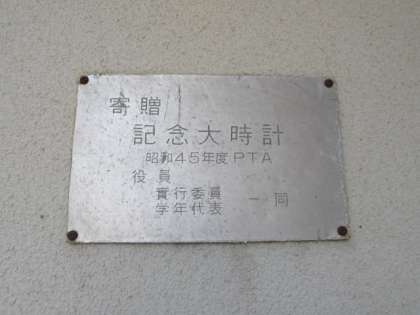 寄贈
記念大時計
昭和45年度PTA
役員
實行委員
学年代表
一同